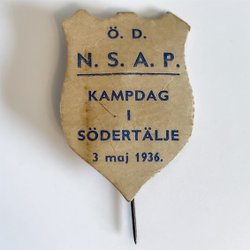 Ö. D.
N. S. A. P.
KAMPDAG
I
SÖDERTÄLJE
3 maj 1936.